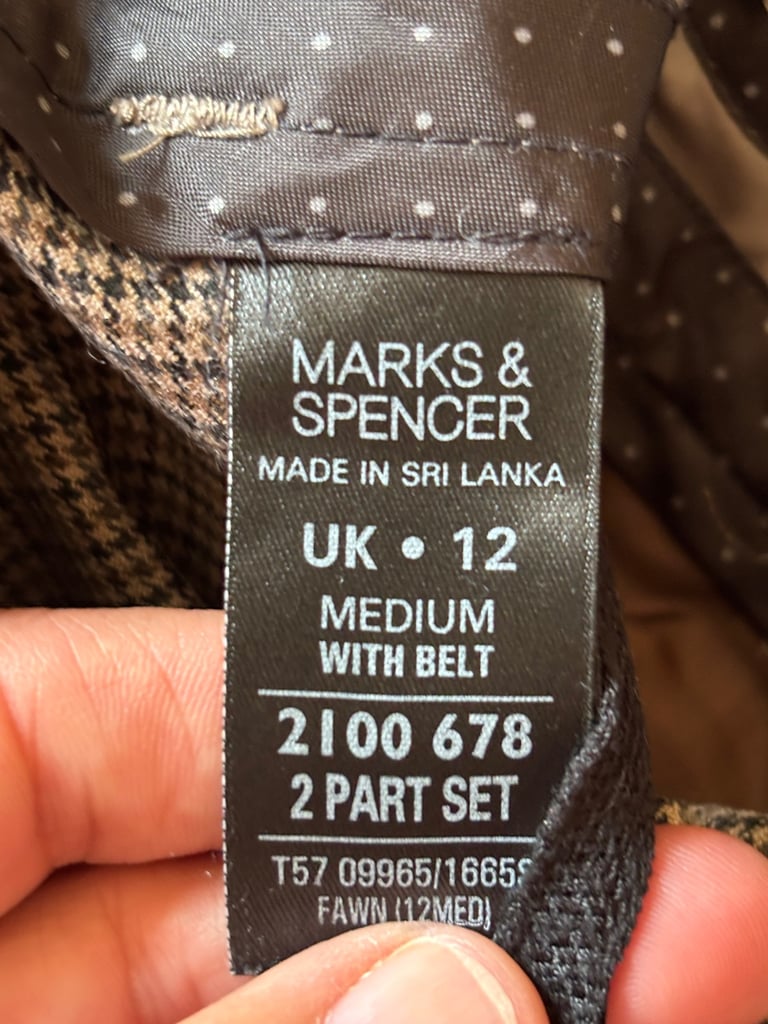 MARKS &
SPENCER
MADE IN SRI LANKA
UK • 12
MEDIUM
WITH BELT
2100 678
2 PART SET
T57 09965/1665
FAWN (12MED)